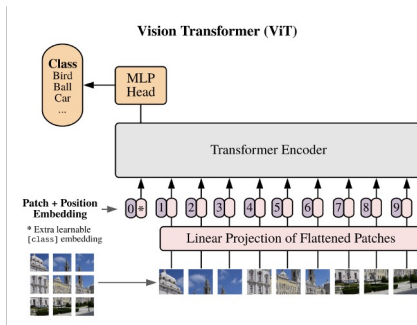 Vision Transformer (ViT)
Class
Bird
Ball
Car
...
MLP
Head
Transformer Encoder
Patch + Position
Embedding
0 * 1 2 3 4 5 6 7 8 9
* Extra learnable
[class] embedding
Linear Projection of Flattened Patches